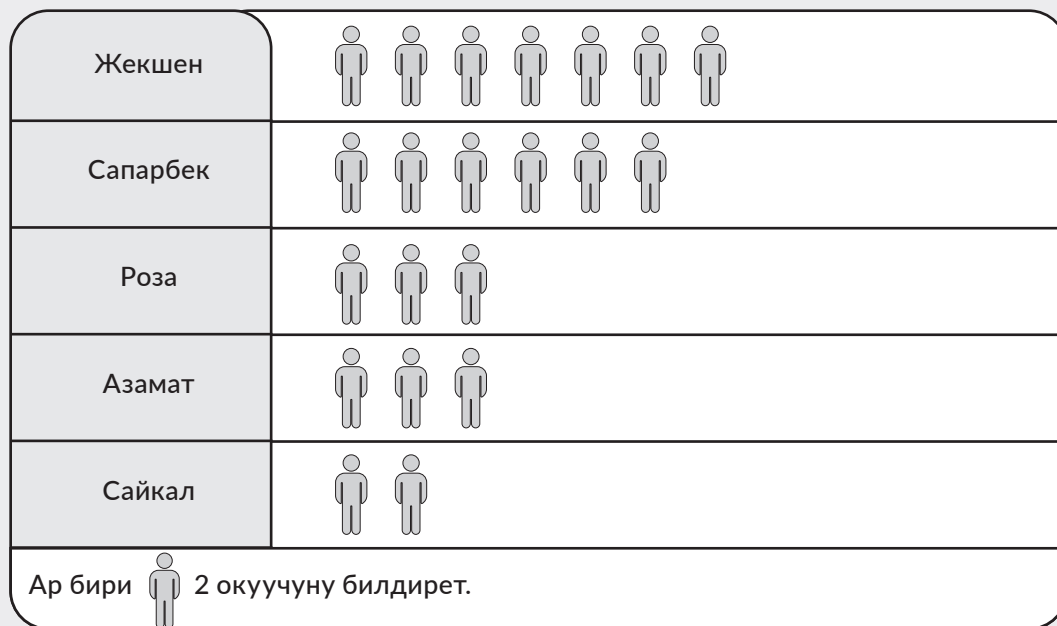 Жекшен
Сапарбек
Роза
Азамат
Сайкал
Ар бири 2 окуучуну билдирет.